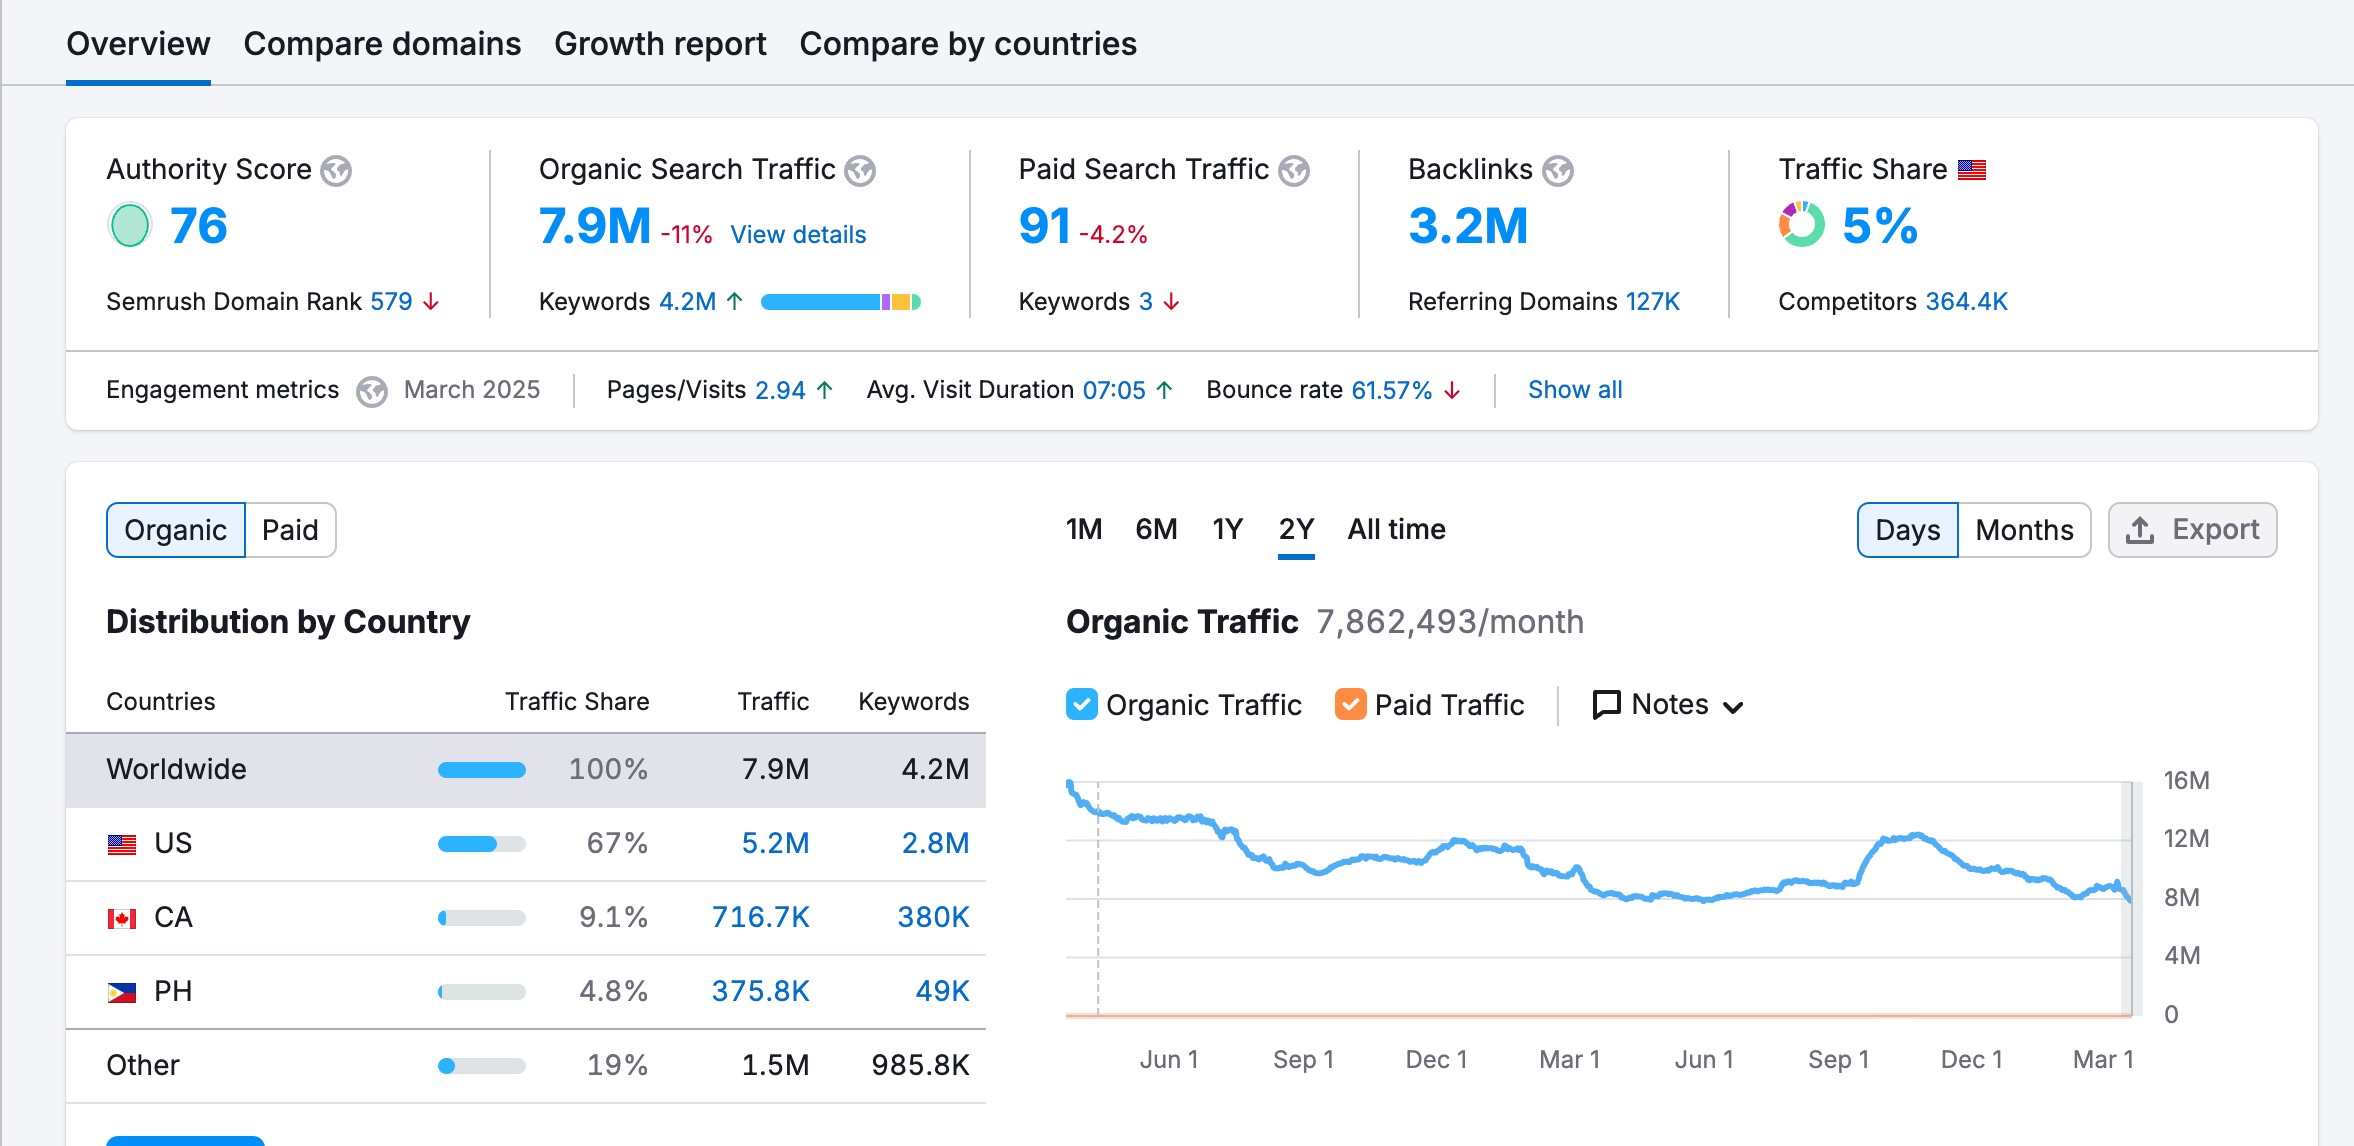 Overview Compare domains Growth report Compare by countries
Authority Score Organic Search Traffic Paid Search Traffic Backlinks Traffic Share
76 7.9M -11% View details 91 -4.2% 3.2M 5%
Semrush Domain Rank 579 ↓ Keywords 4.2M ↑ Keywords 3 ↓ Referring Domains 127K Competitors 364.4K
Engagement metrics March 2025 Pages/Visits 2.94 ↑ Avg. Visit Duration 07:05 ↑ Bounce rate 61.57% ↓ Show all
Organic Paid
Distribution by Country
Countries Traffic Share Traffic Keywords
Worldwide 100% 7.9M 4.2M
US 67% 5.2M 2.8M
CA 9.1% 716.7K 380K
PH 4.8% 375.8K 49K
Other 19% 1.5M 985.8K
1M 6M 1Y 2Y All time Days Months Export
Organic Traffic 7,862,493/month
Organic Traffic Paid Traffic Notes
16M
12M
8M
4M
0
Jun 1 Sep 1 Dec 1 Mar 1 Jun 1 Sep 1 Dec 1 Mar 1